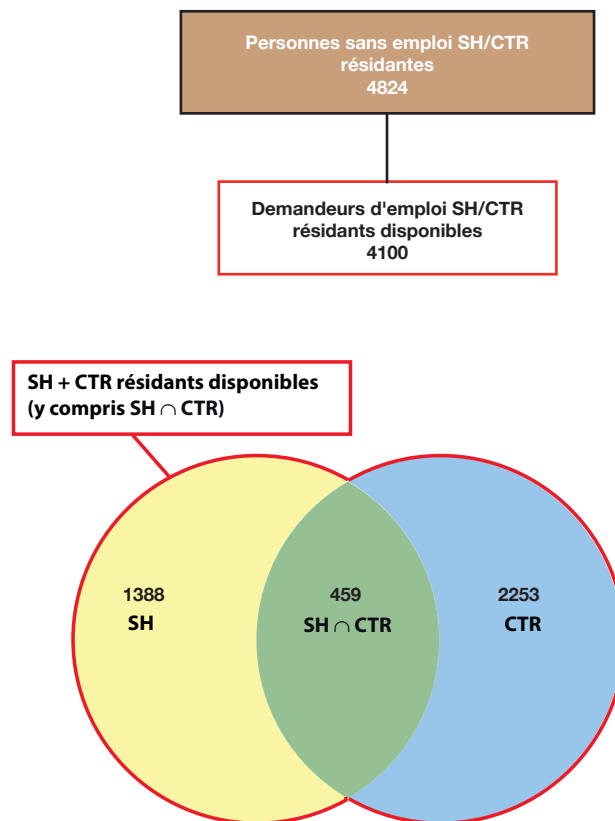 Personnes sans emploi SH/CTR
résidantes
4824
Demandeurs d'emploi SH/CTR
résidants disponibles
4100
SH + CTR résidants disponibles
(y compris SH ∩ CTR)
1388
SH
459
SH ∩ CTR
2253
CTR